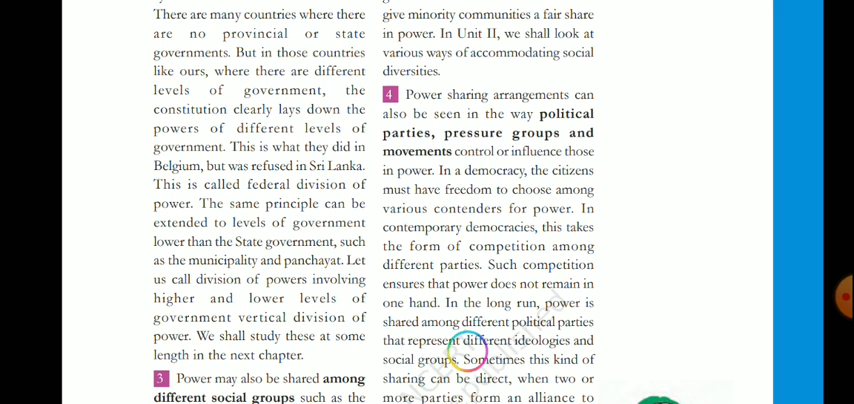 There are many countries where there
are no provincial or state
governments. But in those countries
like ours, where there are different
levels of government, the
constitution clearly lays down the
powers of different levels of
government. This is what they did in
Belgium, but was refused in Sri Lanka.
This is called federal division of
power. The same principle can be
extended to levels of government
lower than the State government, such
as the municipality and panchayat. Let
us call division of powers involving
higher and lower levels of
government vertical division of
power. We shall study these at some
length in the next chapter.
3 Power may also be shared among
different social groups such as the
give minority communities a fair share
in power. In Unit II, we shall look at
various ways of accommodating social
diversities.
4 Power sharing arrangements can
also be seen in the way political
parties, pressure groups and
movements control or influence those
in power. In a democracy, the citizens
must have freedom to choose among
various contenders for power. In
contemporary democracies, this takes
the form of competition among
different parties. Such competition
ensures that power does not remain in
one hand. In the long run, power is
shared among different political parties
that represent different ideologies and
social groups. Sometimes this kind of
sharing can be direct, when two or
more parties form an alliance to